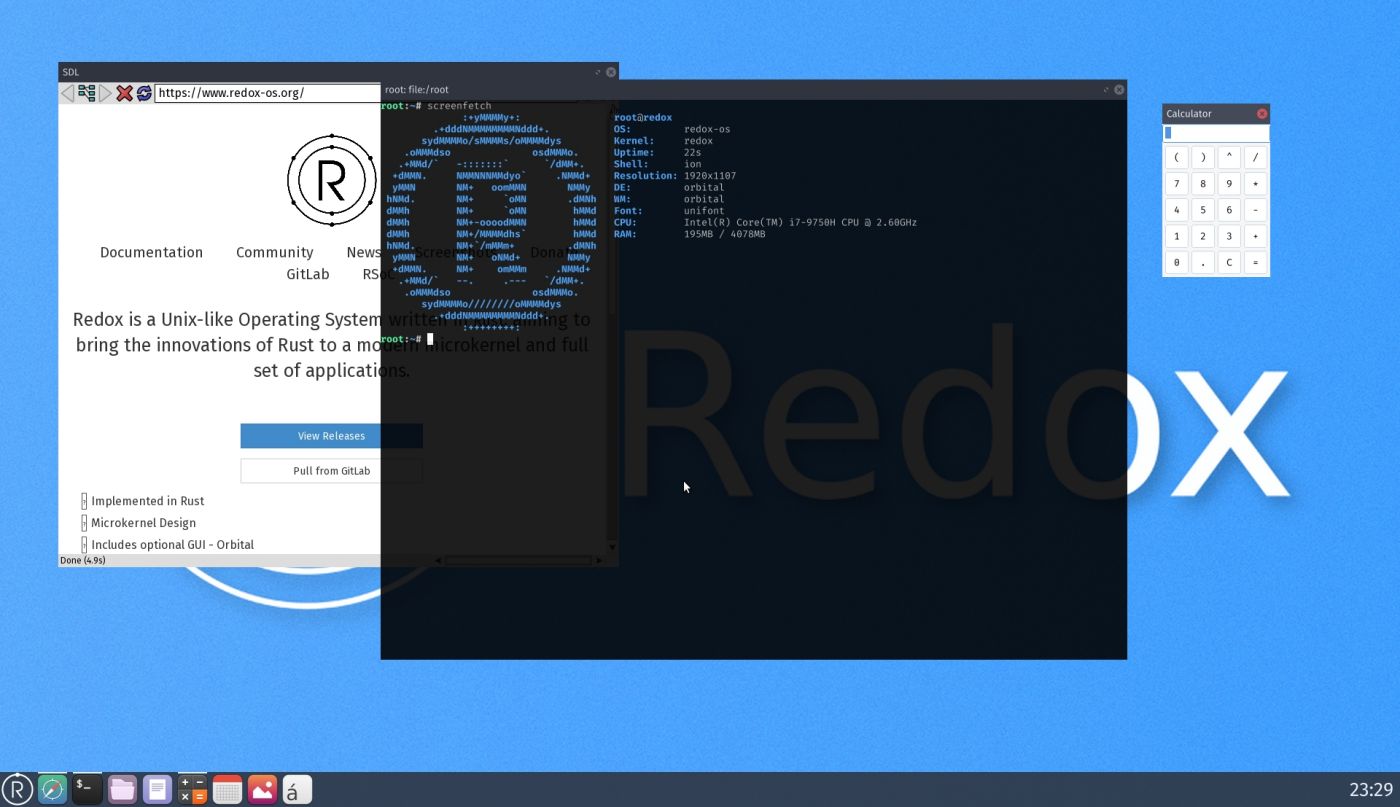 SDL
https://www.redox-os.org/
R
Documentation Community News Screenshots Donate
GitLab RSoC
Redox is a Unix-like Operating System written in Rust, aiming to
bring the innovations of Rust to a modern microkernel and full
set of applications.
View Releases
Pull from GitLab
Implemented in Rust
Microkernel Design
Includes optional GUI - Orbital
Done (4.9s)
root: file:/root
root:~# screenfetch
:+yMMMMy+:
.+dddNMMMMMMMMNddd+.
sydMMMMo/sMMMMs/oMMMMdys
.oMMMdso osdMMMo.
.+MMd/` -:::::::` `/dMM+.
+dMMN. NMMNNNMMdyo` .NMMd+
yMMN NM+ oomMMN NMMy
hNMd. NM+ `oMN .dMNh
dMMh NM+ `oMN hMMd
dMMh NM+-oooodMMN hMMd
dMMh NM+/MMMMdhs` hMMd
hNMd. NM+`/mMMm+ .dMNh
yMMN NM+ oNMd+ NMMy
+dMMN. NM+ omMMm .NMMd+
.+MMd/` --. .--- `/dMM+.
.oMMMdso osdMMMo.
sydMMMMo////////oMMMMdys
.+dddNMMMMMMMMNddd+.
:++++++++:
root@redox
OS: redox-os
Kernel: redox
Uptime: 22s
Shell: ion
Resolution: 1920x1107
DE: orbital
WM: orbital
Font: unifont
CPU: Intel(R) Core(TM) i7-9750H CPU @ 2.60GHz
RAM: 195MB / 4078MB
root:~#
Calculator
( ) ^ /
7 8 9 *
4 5 6 -
1 2 3 +
0 . C =
Redox
R
$_
+ −
× =
á
23:29